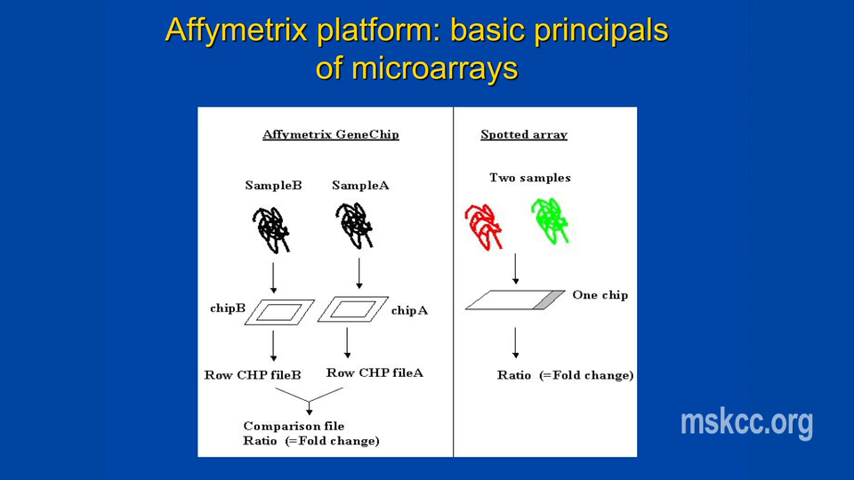 Affymetrix platform: basic principals
of microarrays
Affymetrix GeneChip
SampleB SampleA
chipB
chipA
Row CHP fileB Row CHP fileA
Comparison file
Ratio (=Fold change)
Spotted array
Two samples
One chip
Ratio (=Fold change)
mskcc.org